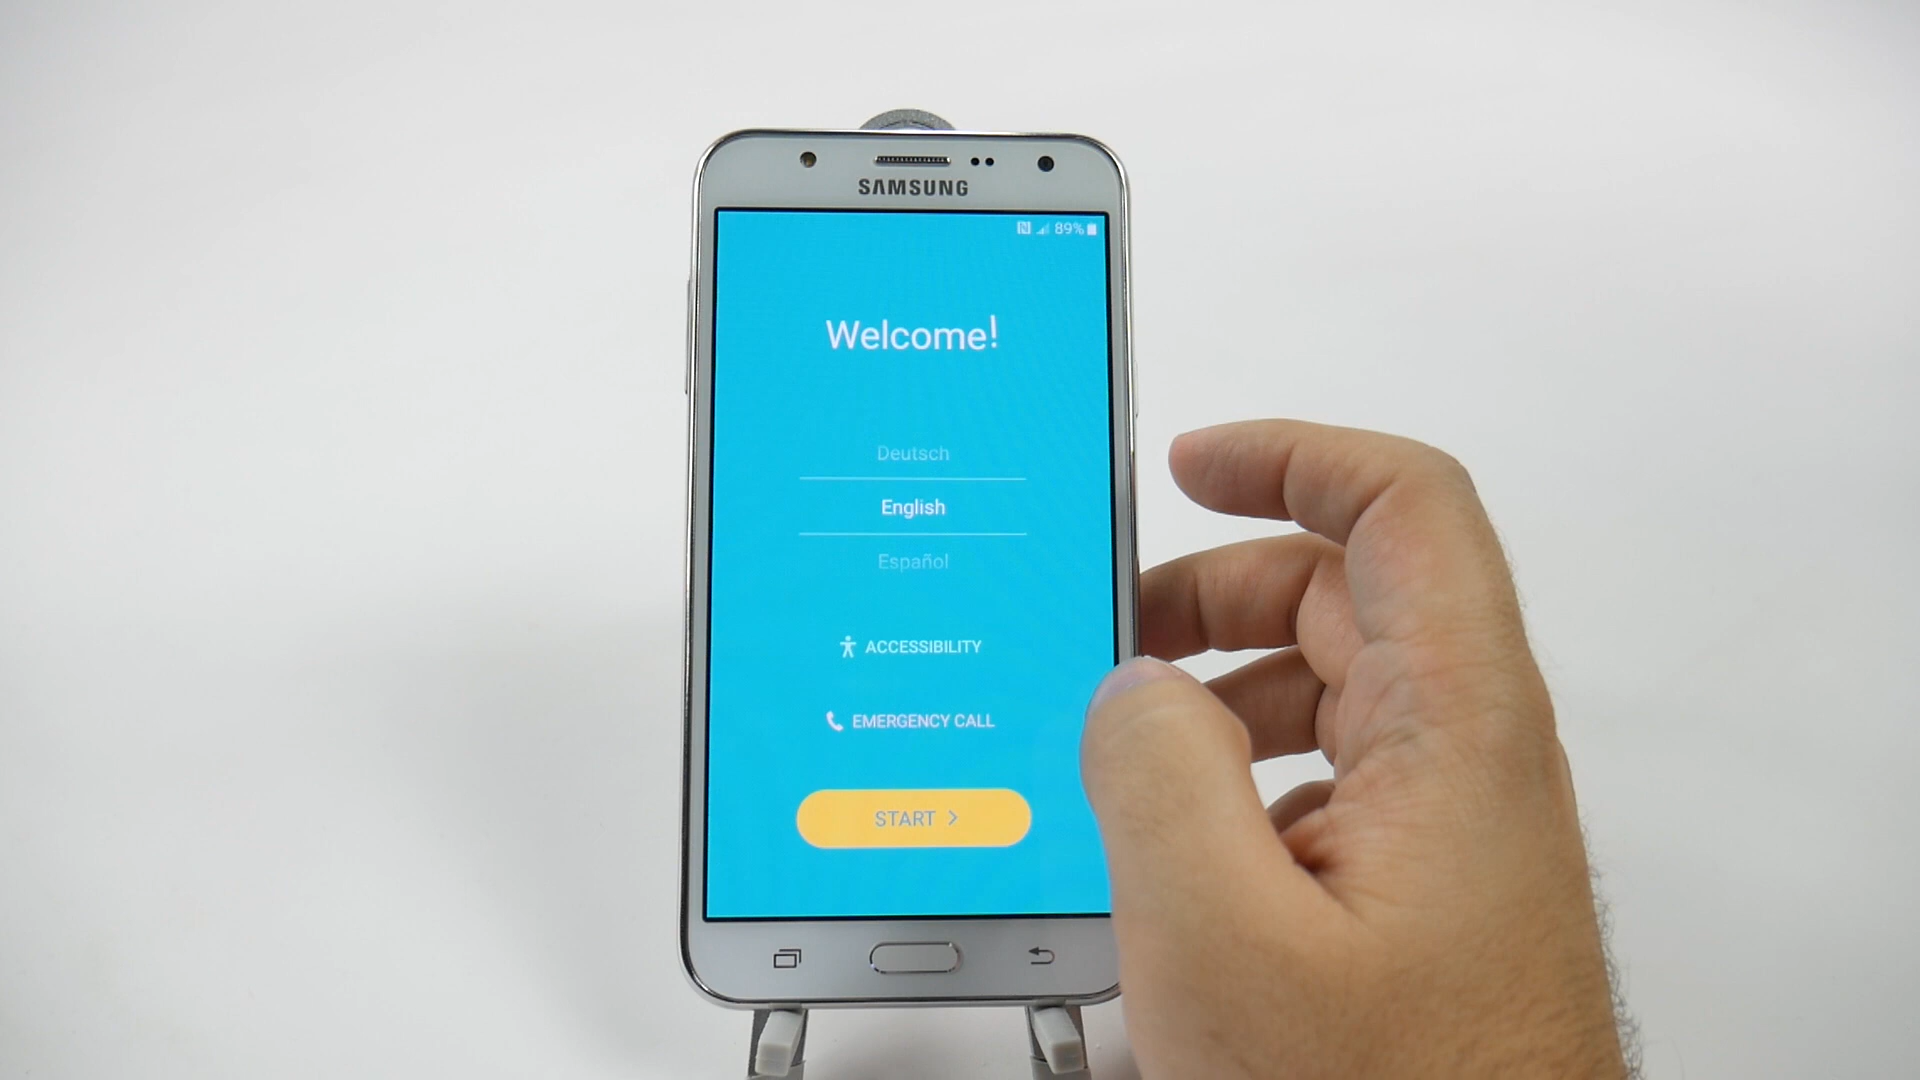 SAMSUNG
89%
Welcome!
Deutsch
English
Español
ACCESSIBILITY
EMERGENCY CALL
START >